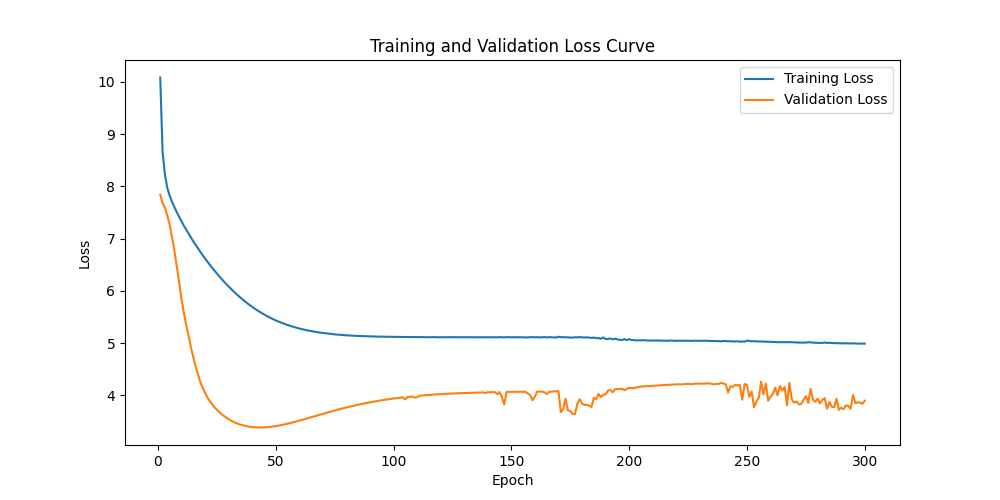 Training and Validation Loss Curve
Training Loss
Validation Loss
10
9
8
7
6
5
4
Loss
0 50 100 150 200 250 300
Epoch